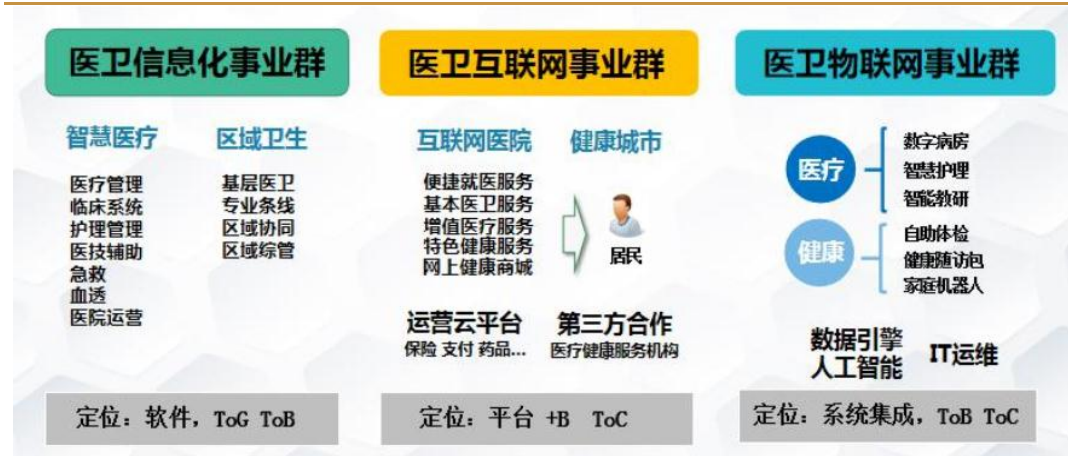 医卫信息化事业群
智慧医疗
区域卫生
医疗管理
临床系统
护理管理
医技辅助
急救
血透
医院运营
基层医卫
专业条线
区域协同
区域综管
定位：软件，ToG ToB
医卫互联网事业群
互联网医院
健康城市
便捷就医服务
基本医卫服务
增值医疗服务
特色健康服务
网上健康商城
居民
运营云平台
保险 支付 药品...
第三方合作
医疗健康服务机构
定位：平台 +B ToC
医卫物联网事业群
医疗
数字病房
智慧护理
智能教研
健康
自助体检
健康随访包
家庭机器人
数据引擎
人工智能
IT运维
定位：系统集成，ToB ToC